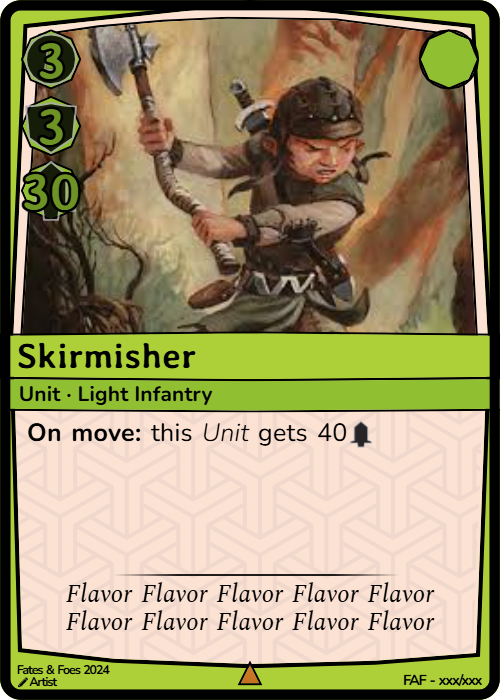 3
3
30
Skirmisher
Unit · Light Infantry
On move: this Unit gets 40
Flavor Flavor Flavor Flavor Flavor
Flavor Flavor Flavor Flavor Flavor
Fates & Foes 2024
Artist
FAF - xxx/xxx